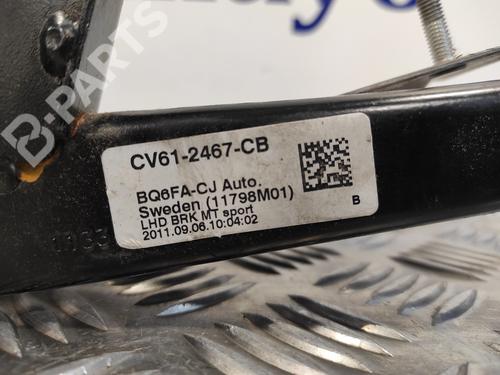 B-PARTS
CV61-2467-CB
BQ6FA-CJ Auto.
Sweden (11798M01)
LHD BRK MT sport
2011.09.06.10:04:02
B